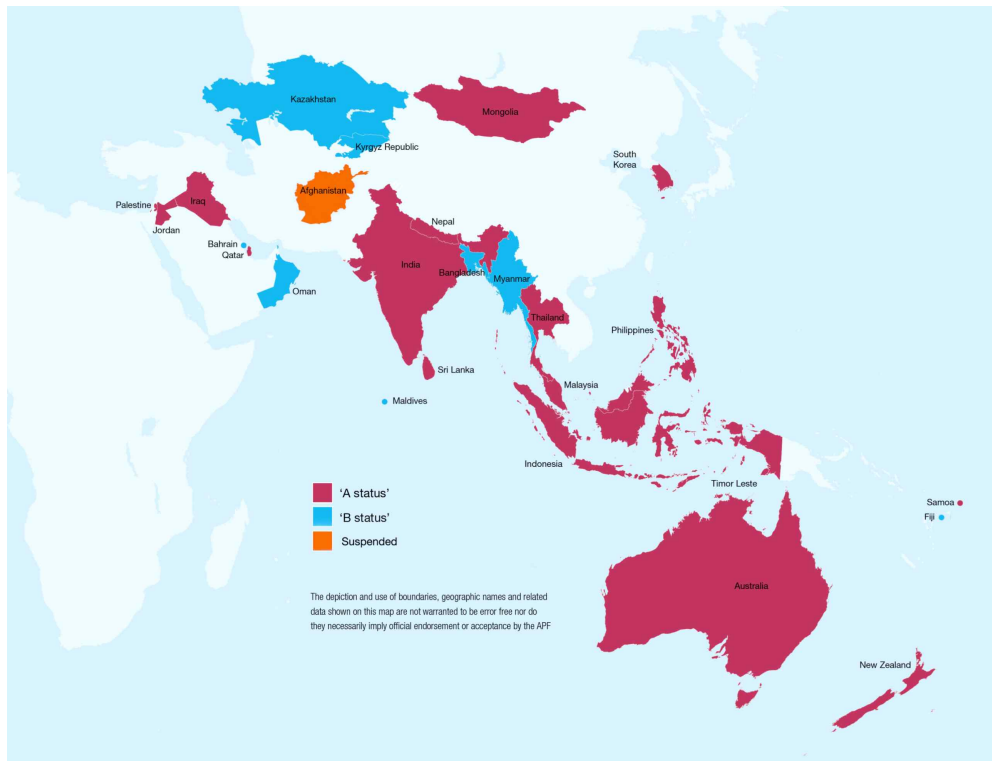 Kazakhstan
Mongolia
Kyrgyz Republic
South
Korea
Afghanistan
Palestine
Iraq
Jordan
Nepal
Bahrain
Qatar
India
Bangladesh
Myanmar
Oman
Thailand
Philippines
Sri Lanka
Malaysia
Maldives
Indonesia
Timor Leste
'A status'
'B status'
Suspended
Samoa
Fiji
Australia
The depiction and use of boundaries, geographic names and related
data shown on this map are not warranted to be error free nor do
they necessarily imply official endorsement or acceptance by the APF
New Zealand